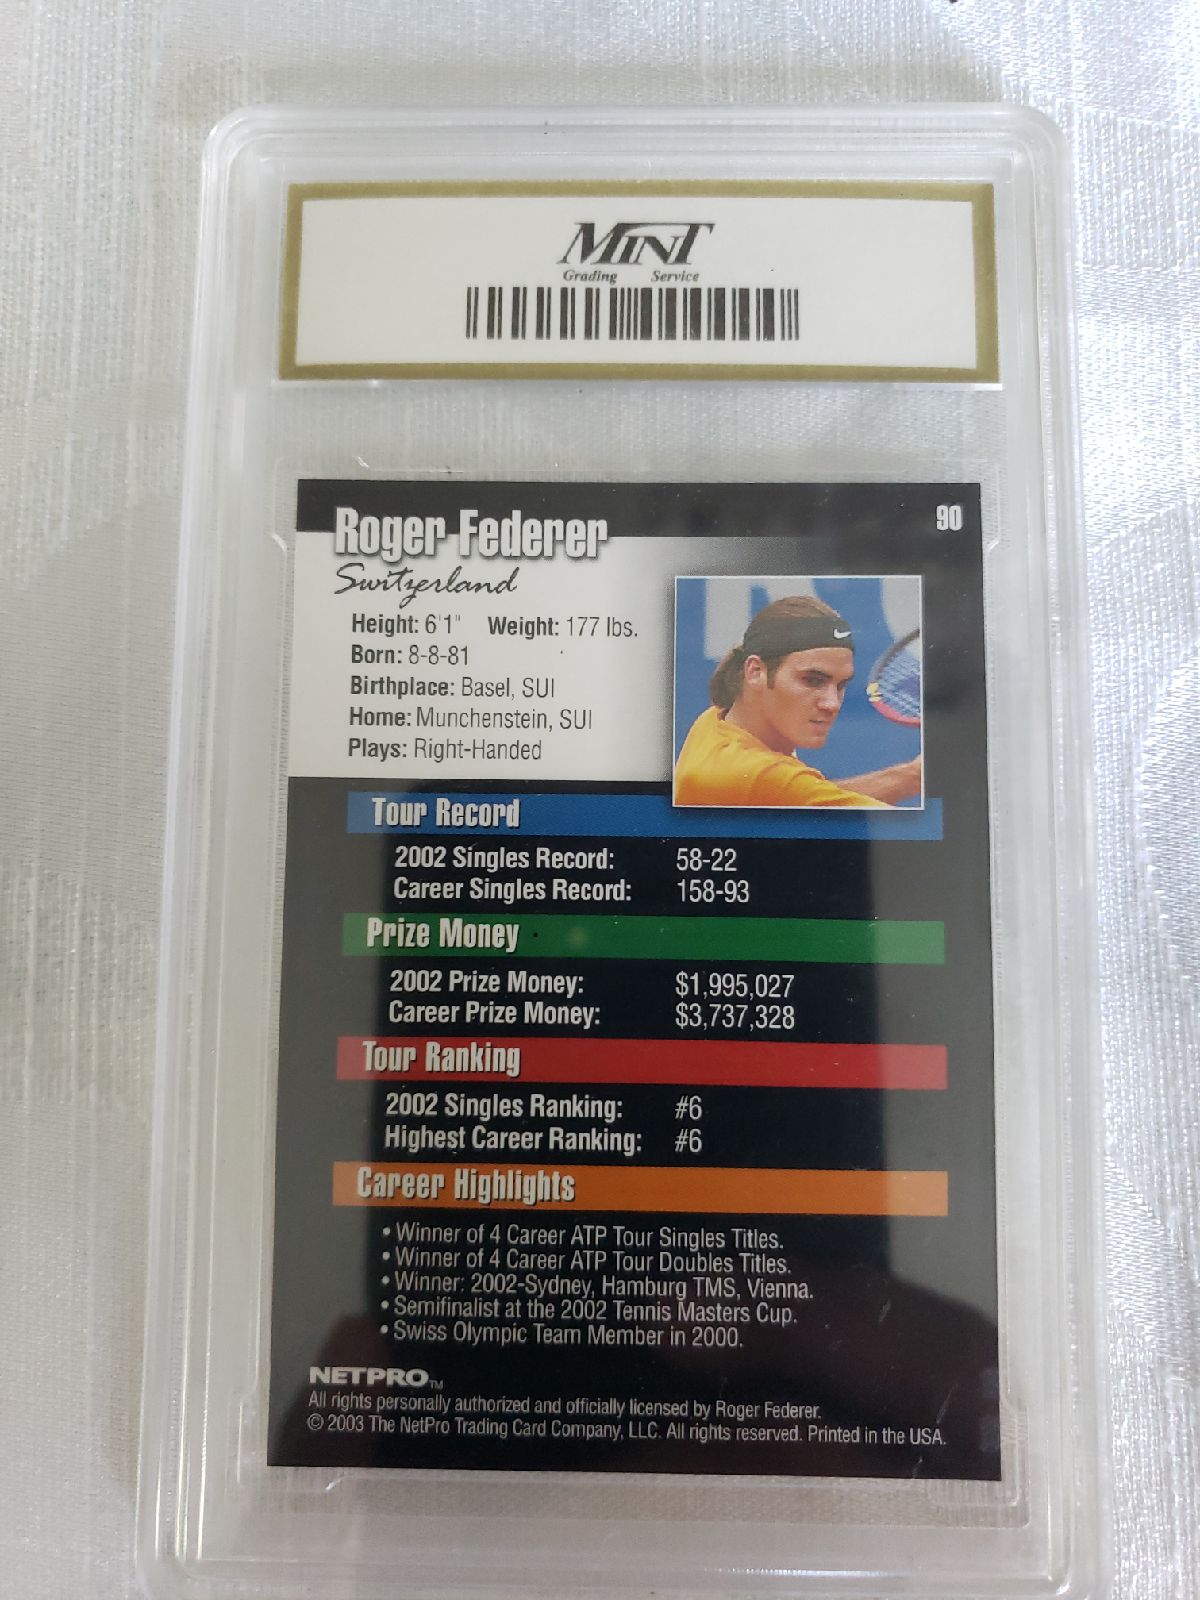 MINT
Grading Service
Roger Federer 90
Switzerland
Height: 6'1" Weight: 177 lbs.
Born: 8-8-81
Birthplace: Basel, SUI
Home: Munchenstein, SUI
Plays: Right-Handed
Tour Record
2002 Singles Record: 58-22
Career Singles Record: 158-93
Prize Money
2002 Prize Money: $1,995,027
Career Prize Money: $3,737,328
Tour Ranking
2002 Singles Ranking: #6
Highest Career Ranking: #6
Career Highlights
• Winner of 4 Career ATP Tour Singles Titles.
• Winner of 4 Career ATP Tour Doubles Titles.
• Winner: 2002-Sydney, Hamburg TMS, Vienna.
• Semifinalist at the 2002 Tennis Masters Cup.
• Swiss Olympic Team Member in 2000.
NETPRO™
All rights personally authorized and officially licensed by Roger Federer.
© 2003 The NetPro Trading Card Company, LLC. All rights reserved. Printed in the USA.